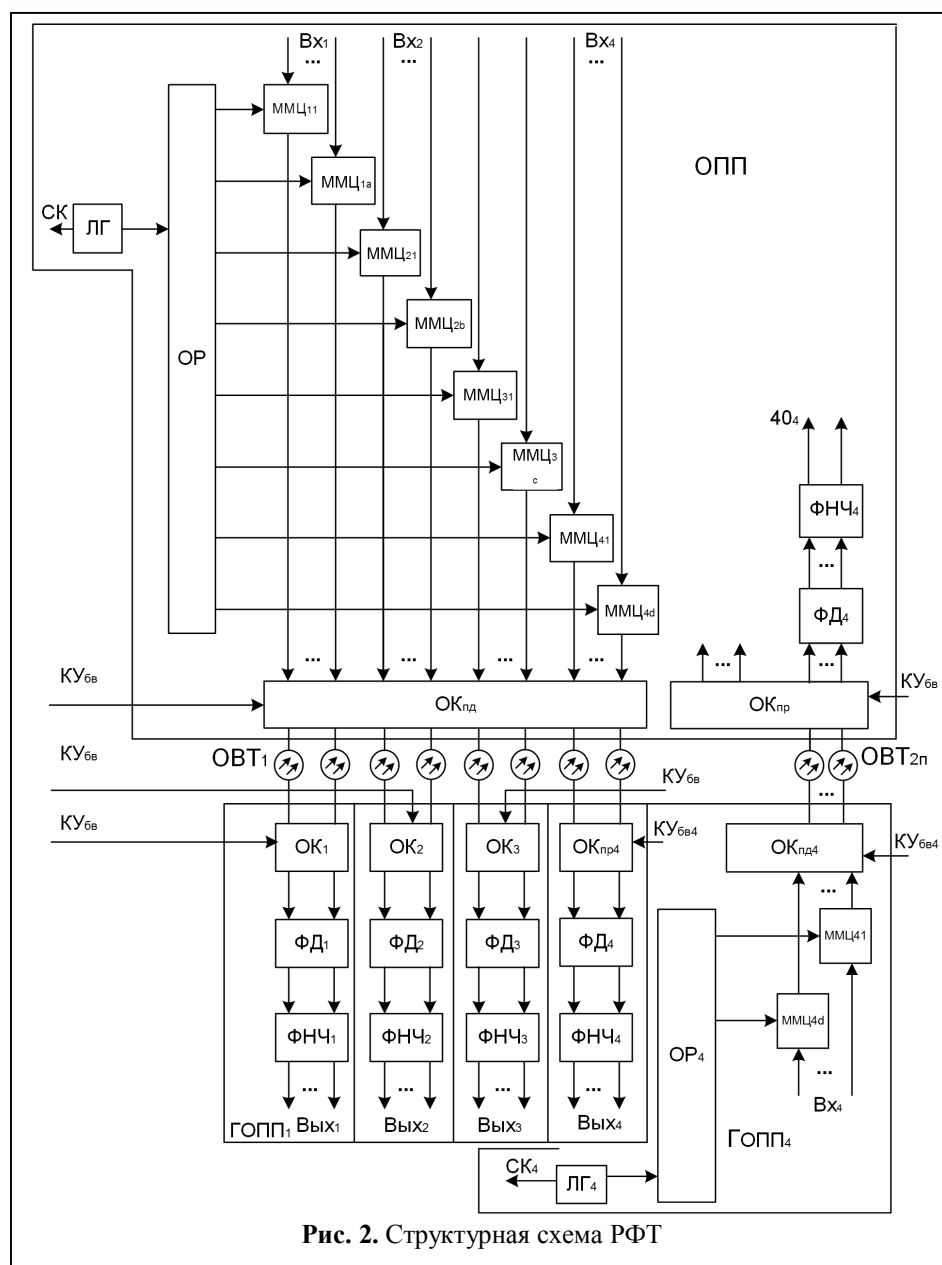 Вх₁ Вх₂ Вх₄
... ... ...
ММЦ₁₁
ОПП
ММЦ₁ₐ
СК
ЛГ
ММЦ₂₁
ММЦ₂b
ОР
ММЦ₃₁
40₄
ММЦ₃
с
ФНЧ₄
ММЦ₄₁
...
ММЦ₄d
ФД₄
... ... ... ... ... ...
КУбв
ОКпд
ОКпр
КУбв
КУбв
ОВТ₁
ОВТ₂п
КУбв
...
КУбв
ОК₁ ОК₂ ОК₃ ОКпр₄
КУбв₄
ОКпд₄
КУбв₄
...
ФД₁ ФД₂ ФД₃ ФД₄
ММЦ41
ФНЧ₁ ФНЧ₂ ФНЧ₃ ФНЧ₄
ММЦ4d
ОР₄
... ... ... ...
...
Вх₄
ГОПП₁
Вых₁ Вых₂ Вых₃ Вых₄
ГОПП₄
СК₄
ЛГ₄
Рис. 2. Структурная схема РФТ